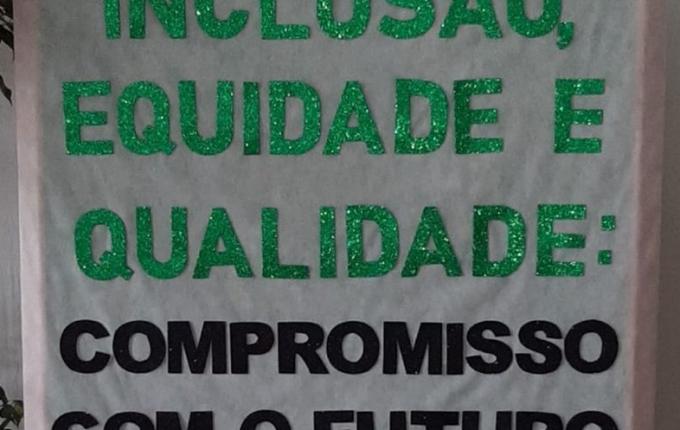 INCLUSÃO,
EQUIDADE E
QUALIDADE:
COMPROMISSO
COM O FUTURO